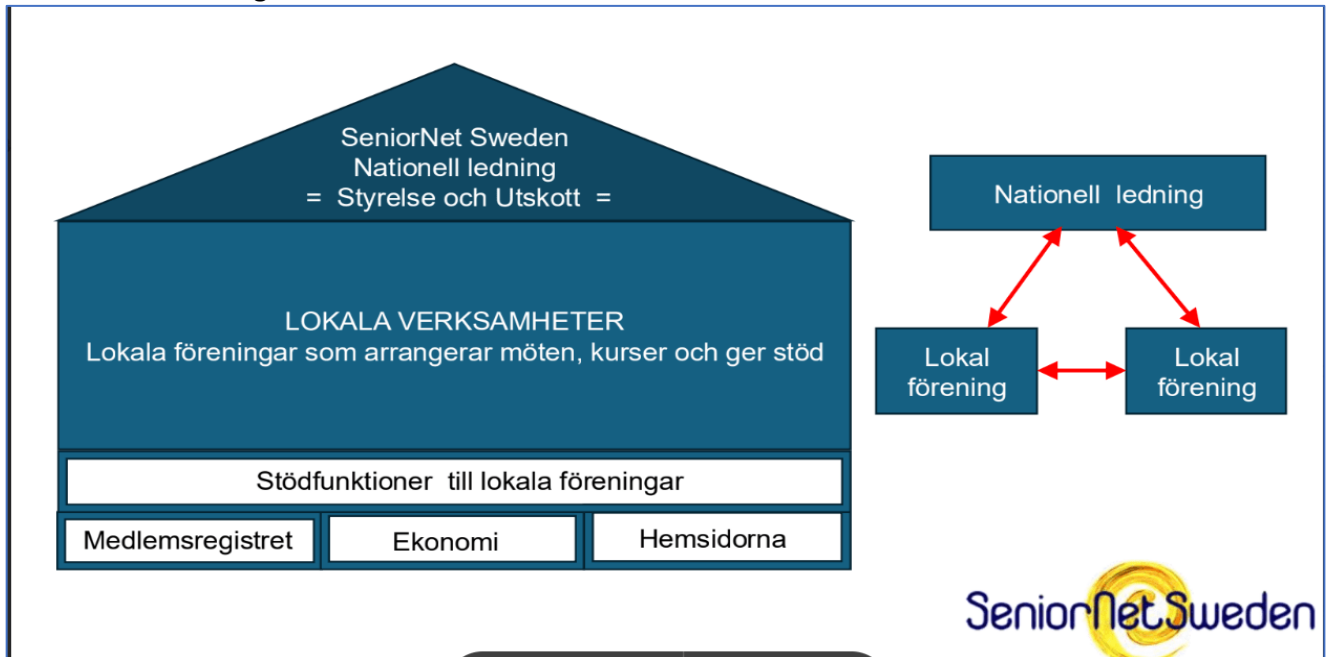 SeniorNet Sweden
Nationell ledning
= Styrelse och Utskott =
LOKALA VERKSAMHETER
Lokala föreningar som arrangerar möten, kurser och ger stöd
Stödfunktioner till lokala föreningar
Medlemsregistret
Ekonomi
Hemsidorna
Nationell ledning
Lokal
förening
Lokal
förening
SeniorNetSweden